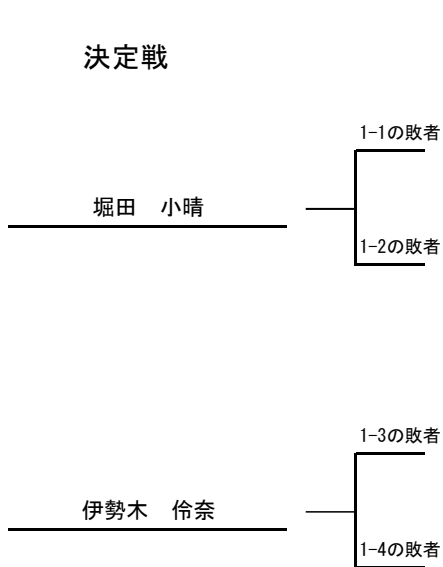 決定戦
1-1の敗者
堀田　小晴
1-2の敗者
1-3の敗者
伊勢木　伶奈
1-4の敗者